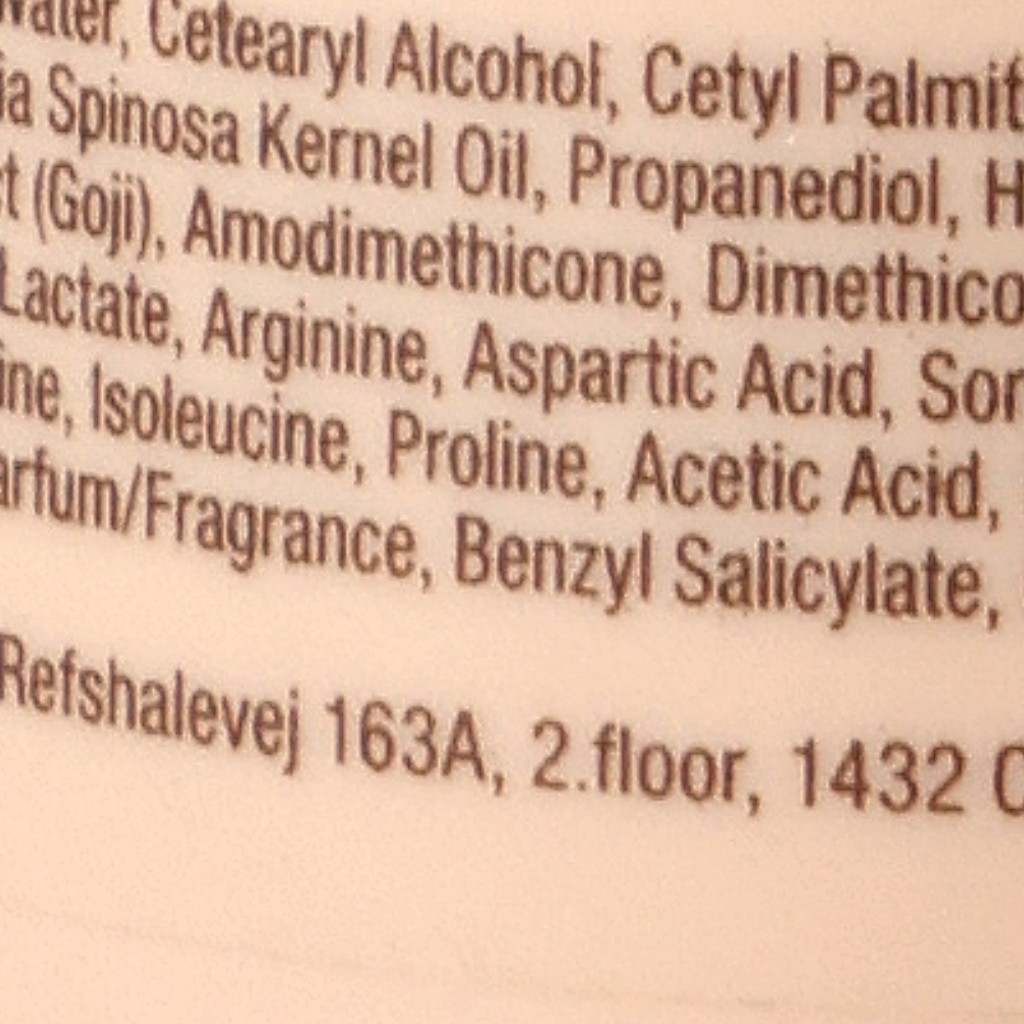 Water, Cetearyl Alcohol, Cetyl Palmit
ia Spinosa Kernel Oil, Propanediol, H
ct (Goji), Amodimethicone, Dimethico
Lactate, Arginine, Aspartic Acid, Sor
ine, Isoleucine, Proline, Acetic Acid,
arfum/Fragrance, Benzyl Salicylate,
Refshalevej 163A, 2.floor, 1432 C